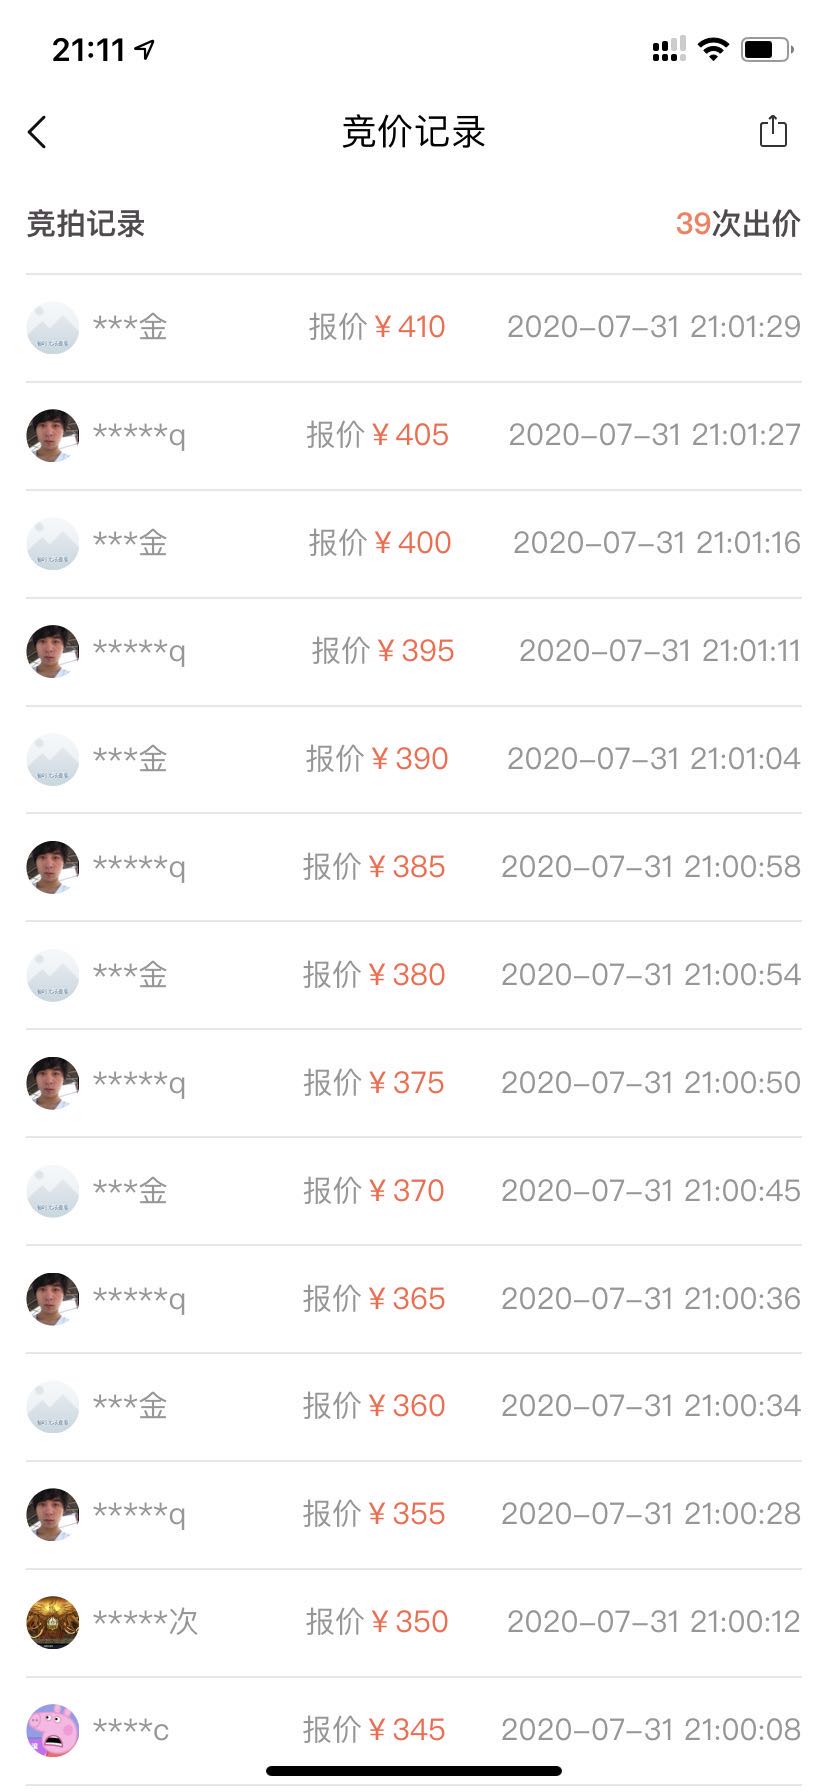 21:11
竞价记录
竞拍记录 39次出价
***金 报价 ¥410 2020-07-31 21:01:29
*****q 报价 ¥405 2020-07-31 21:01:27
***金 报价 ¥400 2020-07-31 21:01:16
*****q 报价 ¥395 2020-07-31 21:01:11
***金 报价 ¥390 2020-07-31 21:01:04
*****q 报价 ¥385 2020-07-31 21:00:58
***金 报价 ¥380 2020-07-31 21:00:54
*****q 报价 ¥375 2020-07-31 21:00:50
***金 报价 ¥370 2020-07-31 21:00:45
*****q 报价 ¥365 2020-07-31 21:00:36
***金 报价 ¥360 2020-07-31 21:00:34
*****q 报价 ¥355 2020-07-31 21:00:28
*****次 报价 ¥350 2020-07-31 21:00:12
****c 报价 ¥345 2020-07-31 21:00:08